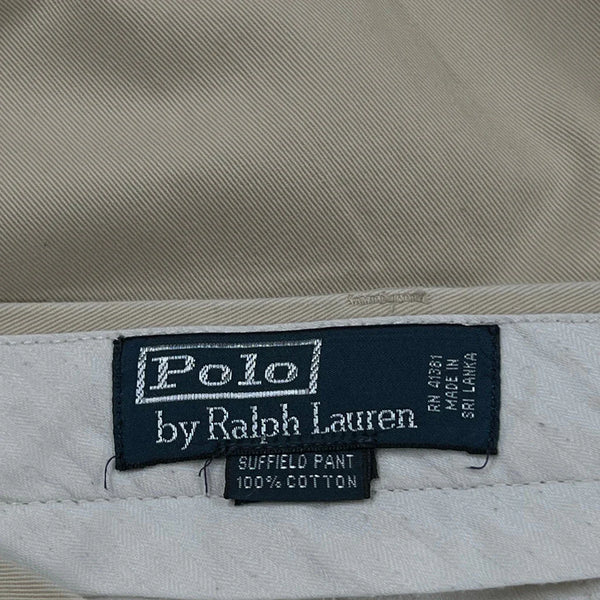 Polo
by Ralph Lauren
RN 41381
MADE IN
SRI LANKA
SUFFIELD PANT
100% COTTON